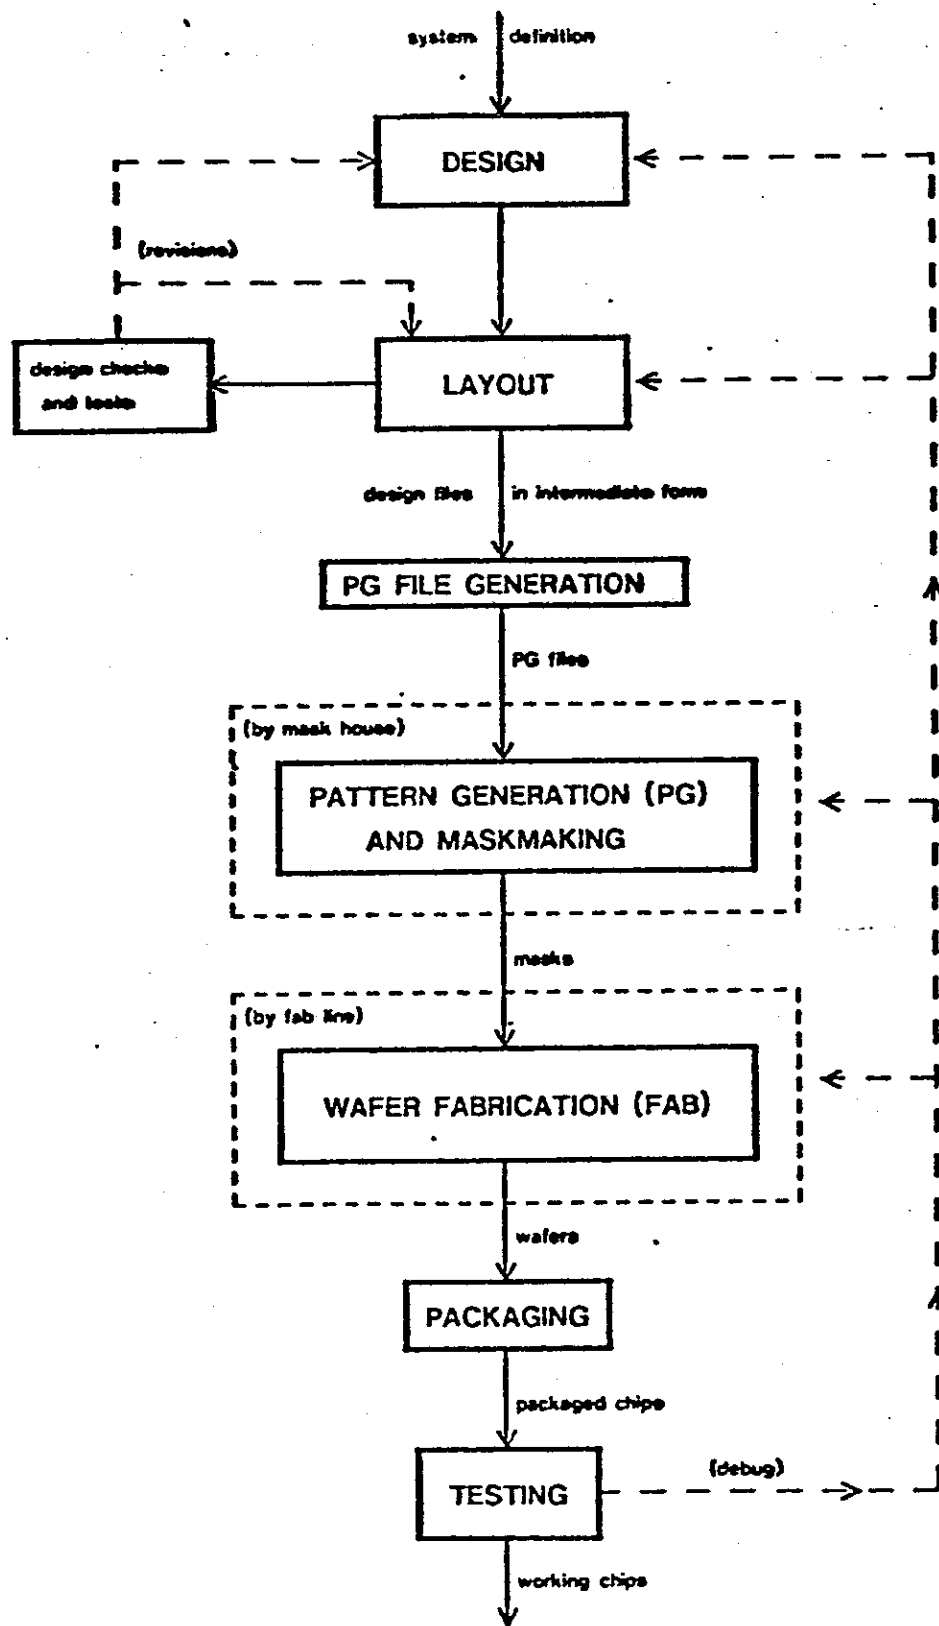 system definition
DESIGN
(revisions)
design checks
and tests
LAYOUT
design files in intermediate form
PG FILE GENERATION
PG files
(by mask house)
PATTERN GENERATION (PG)
AND MASKMAKING
masks
(by fab line)
WAFER FABRICATION (FAB)
wafers
PACKAGING
packaged chips
TESTING
(debug)
working chips